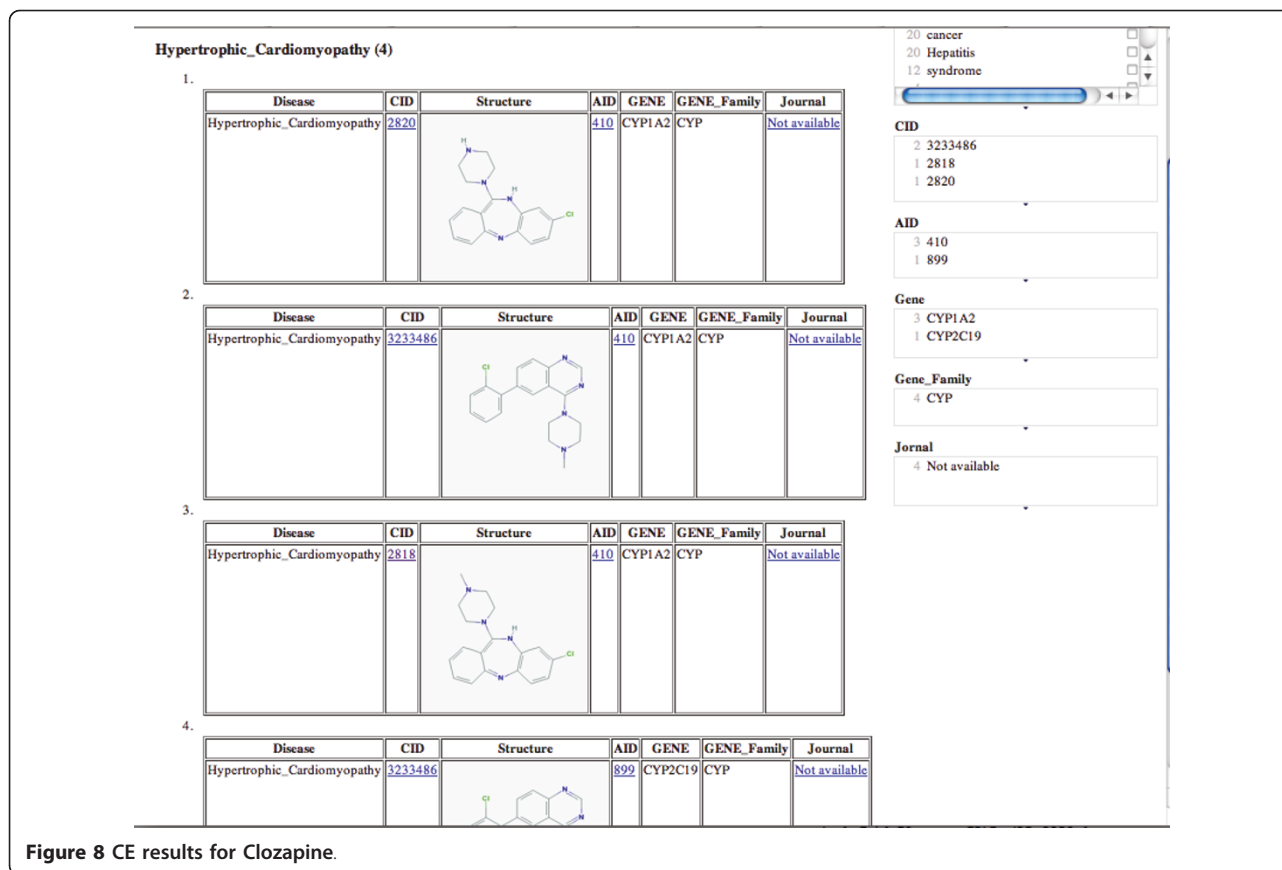 Hypertrophic_Cardiomyopathy (4)
1.
Disease CID Structure AID GENE GENE_Family Journal
Hypertrophic_Cardiomyopathy 2820 410 CYP1A2 CYP Not available
H
N
N
H
N
Cl
N
2.
Disease CID Structure AID GENE GENE_Family Journal
Hypertrophic_Cardiomyopathy 3233486 410 CYP1A2 CYP Not available
N
Cl
N
N
N
3.
Disease CID Structure AID GENE GENE_Family Journal
Hypertrophic_Cardiomyopathy 2818 410 CYP1A2 CYP Not available
N
N
H
N
Cl
N
4.
Disease CID Structure AID GENE GENE_Family Journal
Hypertrophic_Cardiomyopathy 3233486 899 CYP2C19 CYP Not available
N
Cl
N
20 cancer
20 Hepatitis
12 syndrome
CID
2 3233486
1 2818
1 2820
AID
3 410
1 899
Gene
3 CYP1A2
1 CYP2C19
Gene_Family
4 CYP
Jornal
4 Not available
Figure 8 CE results for Clozapine.